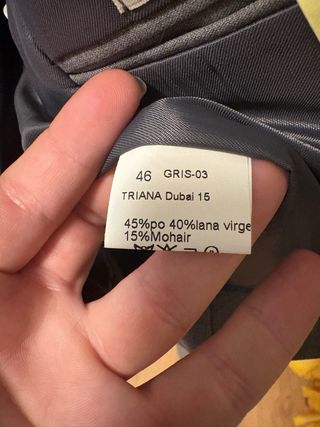 46 GRIS-03
TRIANA Dubai 15
45%po 40%lana virge
15%Mohair